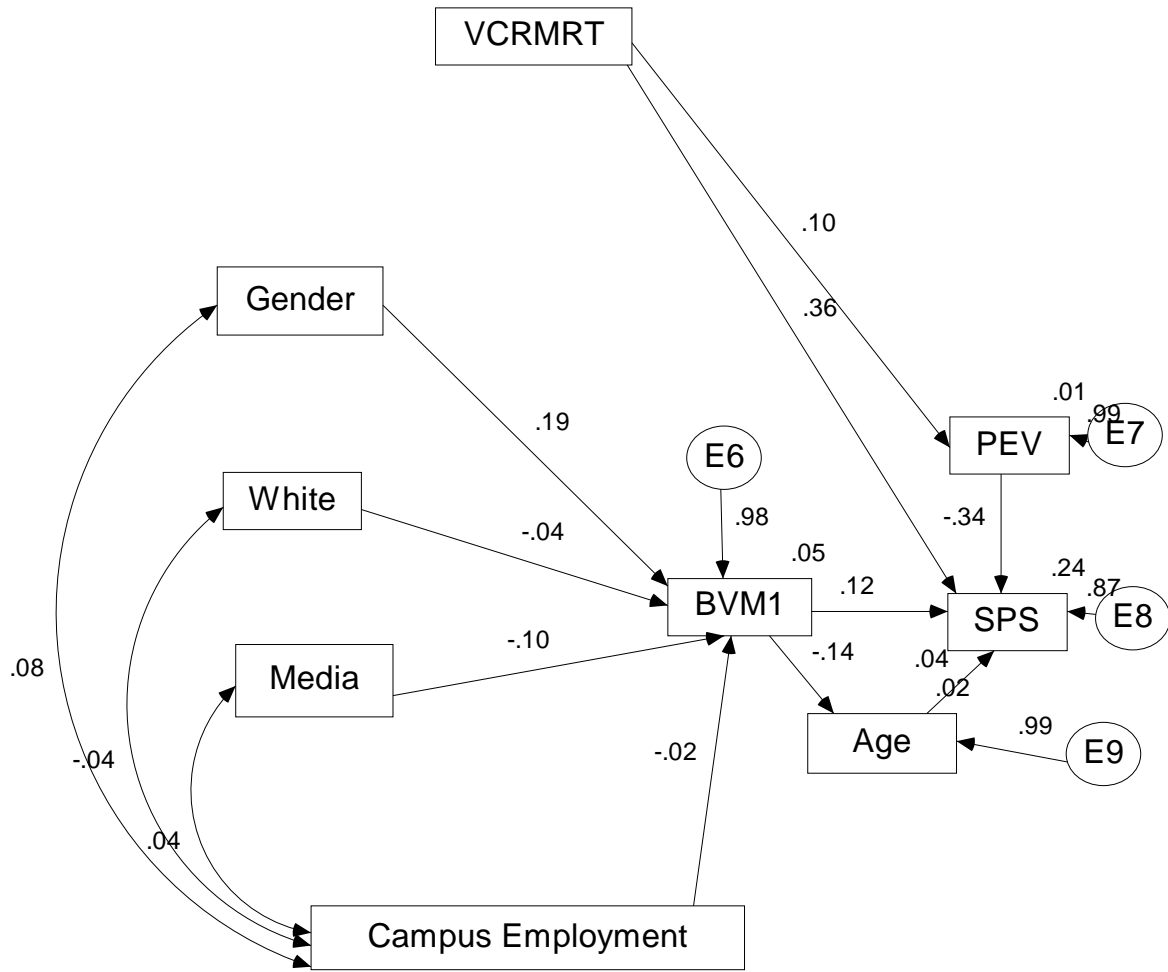 VCRMRT
.10
Gender
.36
.01
.99
E7
.19
PEV
E6
White
-.04
.98
-.34
.05
.24
.87
BVM1
.12
SPS
E8
.08
Media
-.10
-.14
.04
.02
Age
.99
E9
-.04
-.02
.04
Campus Employment